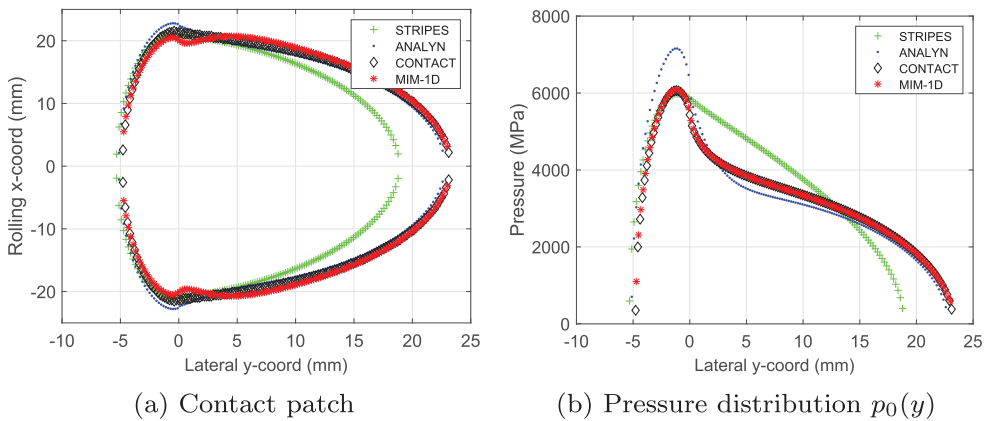 STRIPES
ANALYN
CONTACT
MIM-1D
20
10
0
-10
-20
Rolling x-coord (mm)
-10 -5 0 5 10 15 20 25
Lateral y-coord (mm)
(a) Contact patch
STRIPES
ANALYN
CONTACT
MIM-1D
8000
6000
4000
2000
0
Pressure (MPa)
-10 -5 0 5 10 15 20 25
Lateral y-coord (mm)
(b) Pressure distribution p₀(y)